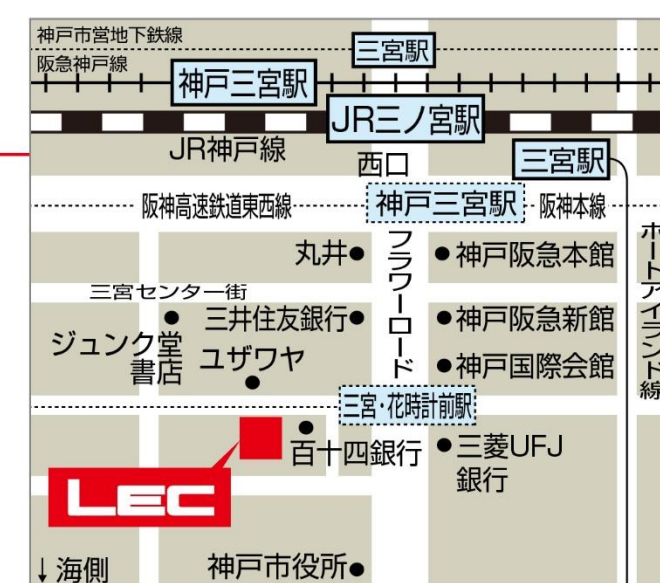 神戸市営地下鉄線
三宮駅
阪急神戸線
神戸三宮駅
JR三ノ宮駅
JR神戸線
西口
三宮駅
阪神高速鉄道東西線
神戸三宮駅
阪神本線
丸井
フラワーロード
神戸阪急本館
ポートアイランド線
三宮センター街
ジュンク堂
書店
三井住友銀行
神戸阪急新館
ユザワヤ
神戸国際会館
三宮・花時計前駅
百十四銀行
三菱UFJ
銀行
LEC
↓海側
神戸市役所